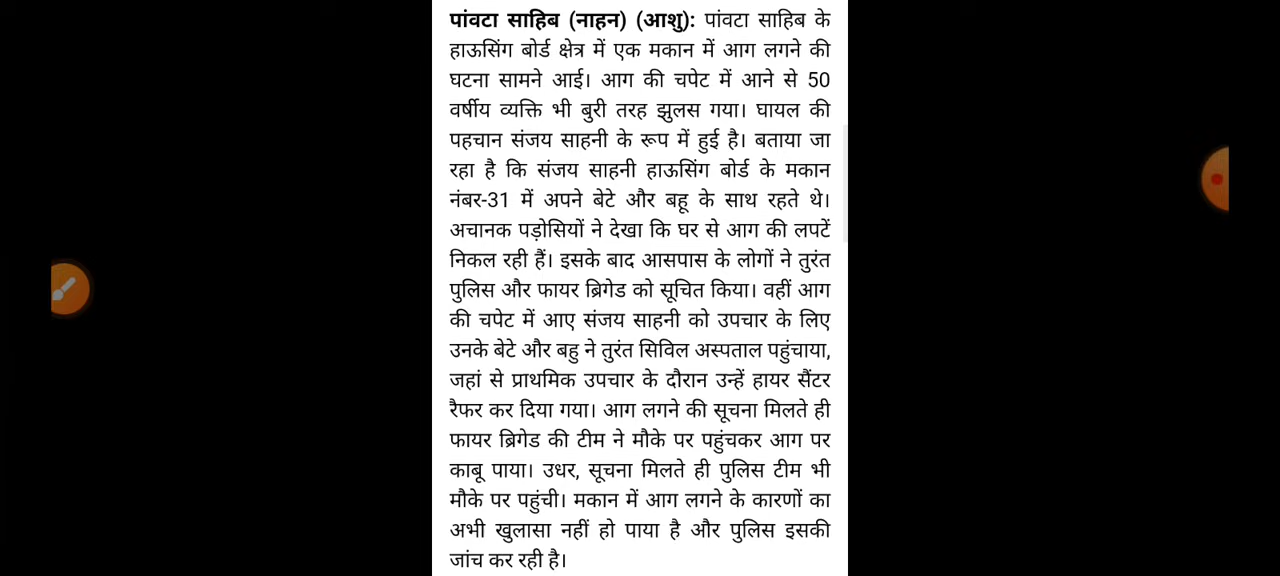 पांवटा साहिब (नाहन) (आशु): पांवटा साहिब के
हाऊसिंग बोर्ड क्षेत्र में एक मकान में आग लगने की
घटना सामने आई। आग की चपेट में आने से 50
वर्षीय व्यक्ति भी बुरी तरह झुलस गया। घायल की
पहचान संजय साहनी के रूप में हुई है। बताया जा
रहा है कि संजय साहनी हाऊसिंग बोर्ड के मकान
नंबर-31 में अपने बेटे और बहू के साथ रहते थे।
अचानक पड़ोसियों ने देखा कि घर से आग की लपटें
निकल रही हैं। इसके बाद आसपास के लोगों ने तुरंत
पुलिस और फायर ब्रिगेड को सूचित किया। वहीं आग
की चपेट में आए संजय साहनी को उपचार के लिए
उनके बेटे और बहु ने तुरंत सिविल अस्पताल पहुंचाया,
जहां से प्राथमिक उपचार के दौरान उन्हें हायर सैंटर
रैफर कर दिया गया। आग लगने की सूचना मिलते ही
फायर ब्रिगेड की टीम ने मौके पर पहुंचकर आग पर
काबू पाया। उधर, सूचना मिलते ही पुलिस टीम भी
मौके पर पहुंची। मकान में आग लगने के कारणों का
अभी खुलासा नहीं हो पाया है और पुलिस इसकी
जांच कर रही है।